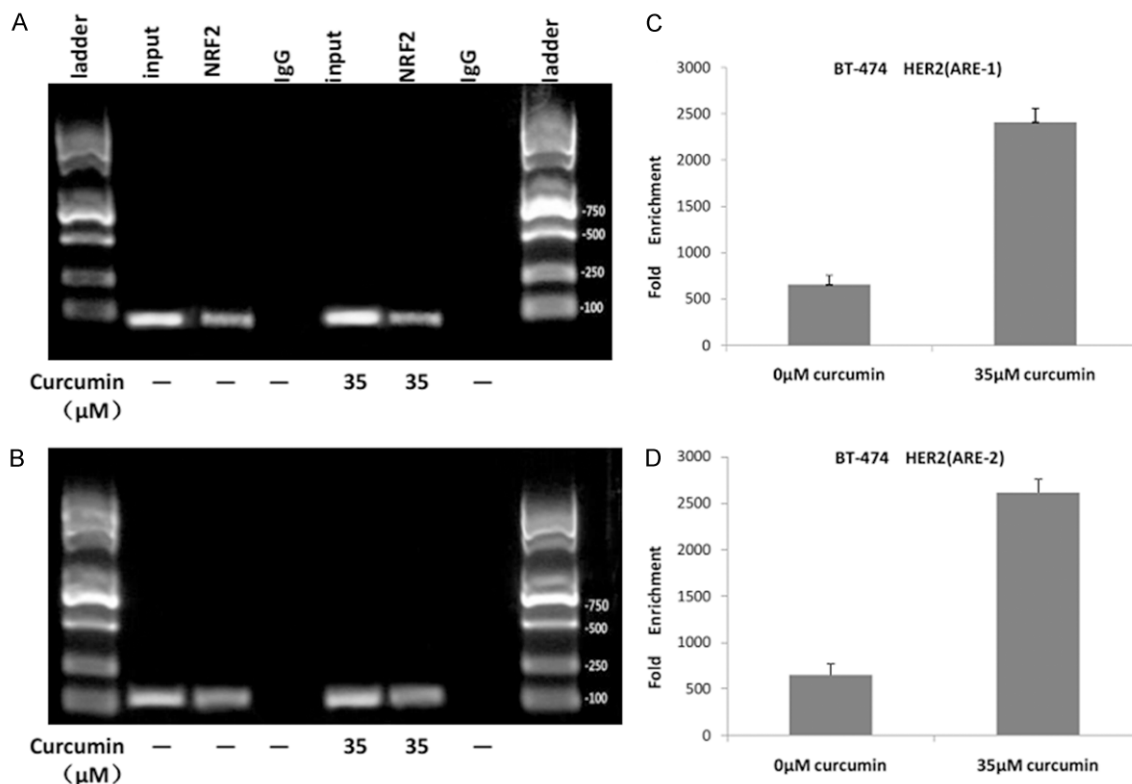 A
ladder input NRF2 IgG input NRF2 IgG ladder
-750
-500
-250
-100
Curcumin — — — 35 35 —
（μM）
B
-750
-500
-250
-100
Curcumin — — — 35 35 —
（μM）
C
BT-474 HER2(ARE-1)
Fold Enrichment
3000
2500
2000
1500
1000
500
0
0μM curcumin 35μM curcumin
D
BT-474 HER2(ARE-2)
Fold Enrichment
3000
2500
2000
1500
1000
500
0
0μM curcumin 35μM curcumin